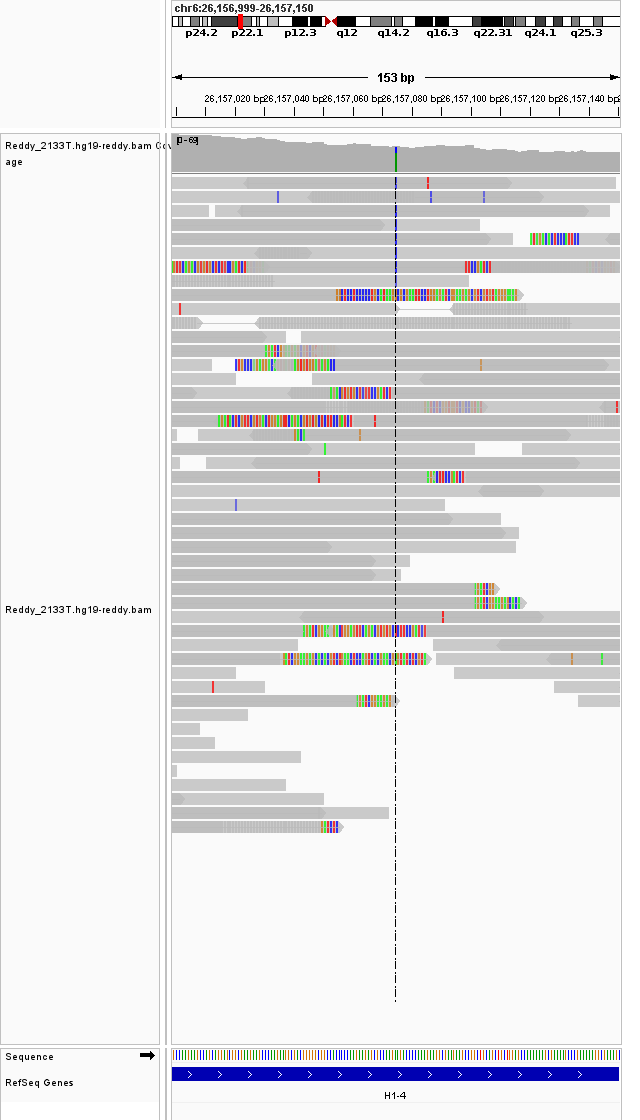 chr6:26,156,999-26,157,150
p24.2 p22.1 p12.3 q12 q14.2 q16.3 q22.31 q24.1 q25.3
153 bp
26,157,020 bp 26,157,040 bp 26,157,060 bp 26,157,080 bp 26,157,100 bp 26,157,120 bp 26,157,140 bp
Reddy_2133T.hg19-reddy.bam Cov
age
[0 - 69]
Reddy_2133T.hg19-reddy.bam
Sequence
RefSeq Genes
H1-4